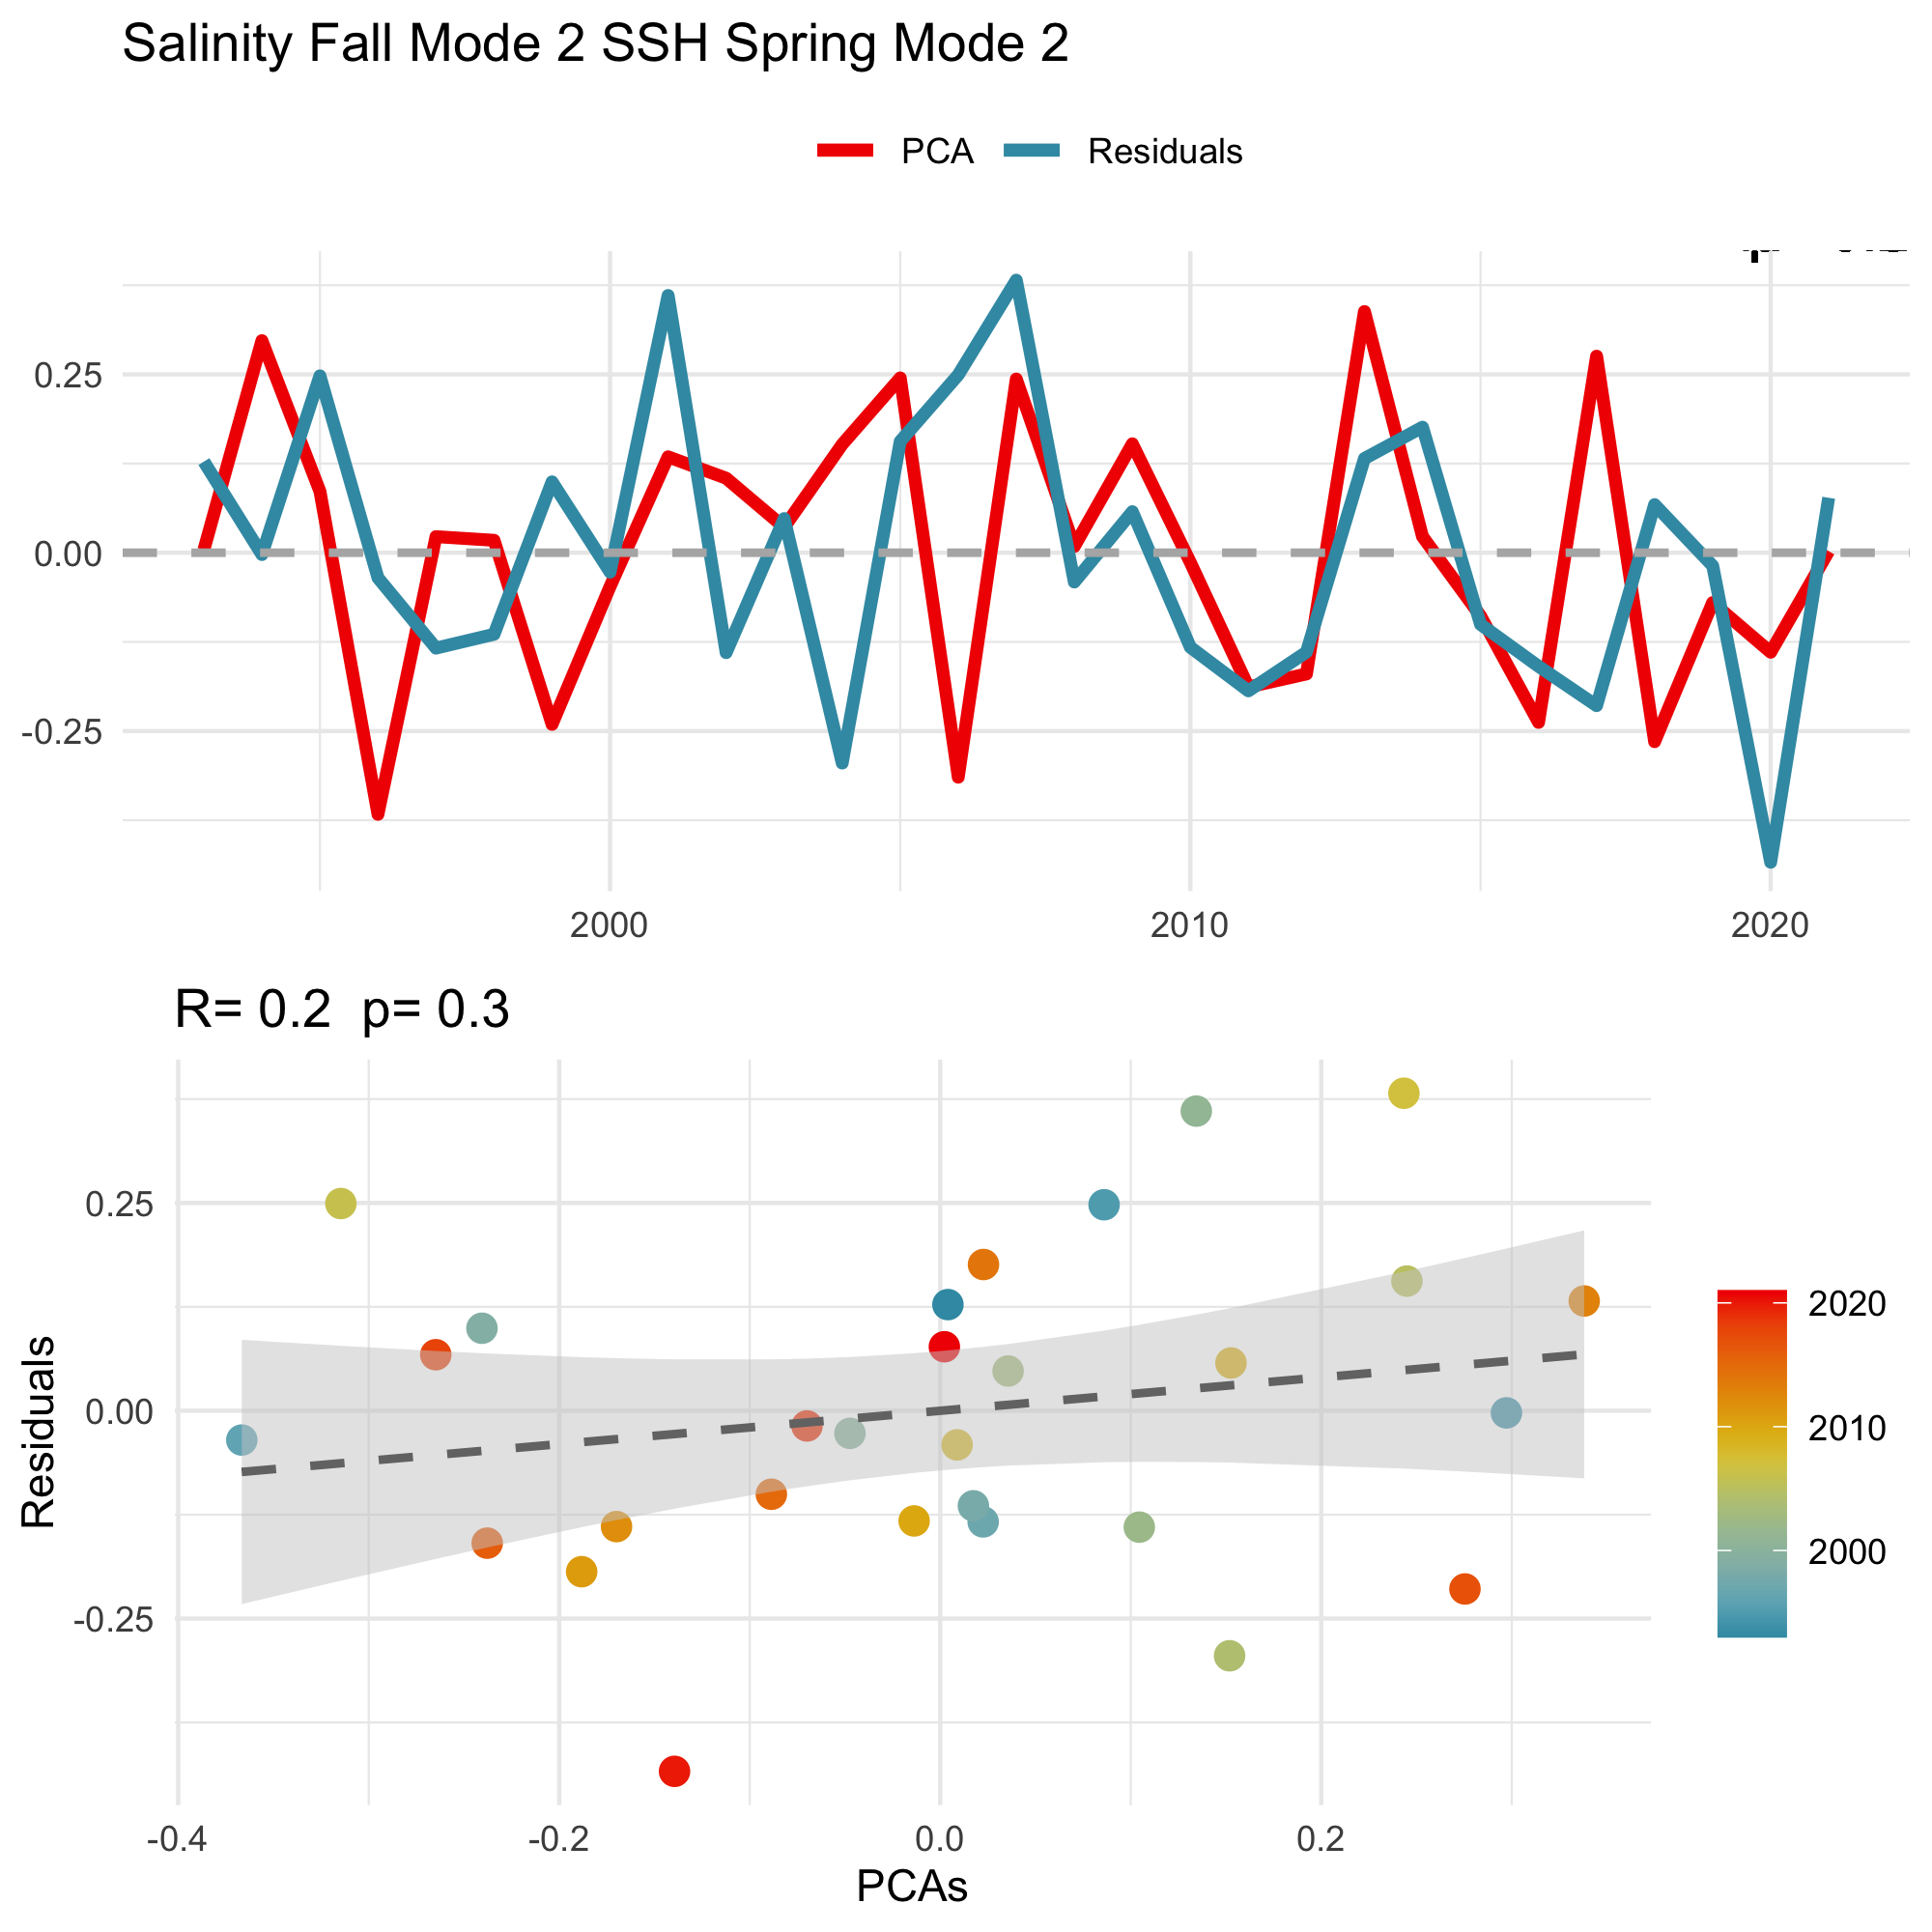 Salinity Fall Mode 2 SSH Spring Mode 2
PCA Residuals
0.25
0.00
-0.25
2000 2010 2020
R= 0.2 p= 0.3
Residuals
0.25
0.00
-0.25
-0.4 -0.2 0.0 0.2
PCAs
2020
2010
2000